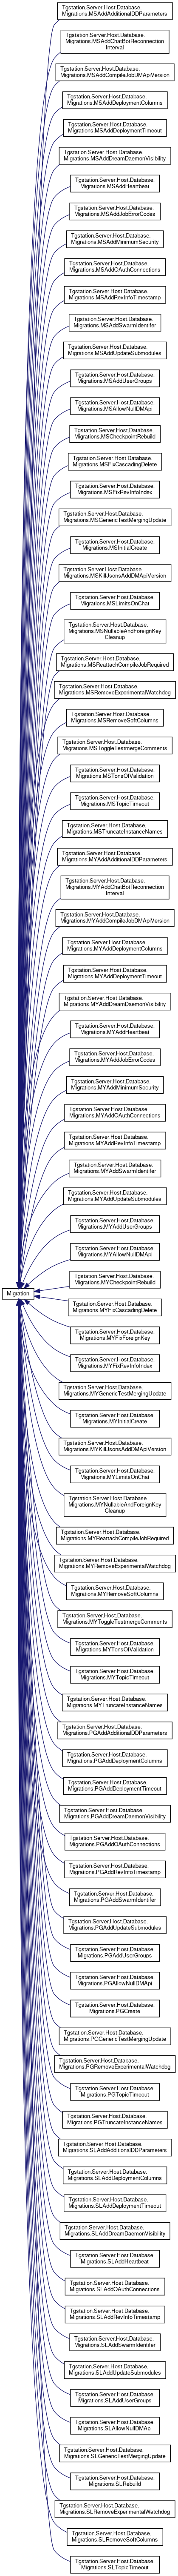 Tgstation.Server.Host.Database.
Migrations.MSAddAdditionalDDParameters
Tgstation.Server.Host.Database.
Migrations.MSAddChatBotReconnection
Interval
Tgstation.Server.Host.Database.
Migrations.MSAddCompileJobDMApiVersion
Tgstation.Server.Host.Database.
Migrations.MSAddDeploymentColumns
Tgstation.Server.Host.Database.
Migrations.MSAddDeploymentTimeout
Tgstation.Server.Host.Database.
Migrations.MSAddDreamDaemonVisibility
Tgstation.Server.Host.Database.
Migrations.MSAddHeartbeat
Tgstation.Server.Host.Database.
Migrations.MSAddJobErrorCodes
Tgstation.Server.Host.Database.
Migrations.MSAddMinimumSecurity
Tgstation.Server.Host.Database.
Migrations.MSAddOAuthConnections
Tgstation.Server.Host.Database.
Migrations.MSAddRevInfoTimestamp
Tgstation.Server.Host.Database.
Migrations.MSAddSwarmIdentifer
Tgstation.Server.Host.Database.
Migrations.MSAddUpdateSubmodules
Tgstation.Server.Host.Database.
Migrations.MSAddUserGroups
Tgstation.Server.Host.Database.
Migrations.MSAllowNullDMApi
Tgstation.Server.Host.Database.
Migrations.MSCheckpointRebuild
Tgstation.Server.Host.Database.
Migrations.MSFixCascadingDelete
Tgstation.Server.Host.Database.
Migrations.MSFixRevInfoIndex
Tgstation.Server.Host.Database.
Migrations.MSGenericTestMergingUpdate
Tgstation.Server.Host.Database.
Migrations.MSInitialCreate
Tgstation.Server.Host.Database.
Migrations.MSKillJsonsAddDMApiVersion
Tgstation.Server.Host.Database.
Migrations.MSLimitsOnChat
Tgstation.Server.Host.Database.
Migrations.MSNullableAndForeignKey
Cleanup
Tgstation.Server.Host.Database.
Migrations.MSReattachCompileJobRequired
Tgstation.Server.Host.Database.
Migrations.MSRemoveExperimentalWatchdog
Tgstation.Server.Host.Database.
Migrations.MSRemoveSoftColumns
Tgstation.Server.Host.Database.
Migrations.MSToggleTestmergeComments
Tgstation.Server.Host.Database.
Migrations.MSTonsOfValidation
Tgstation.Server.Host.Database.
Migrations.MSTopicTimeout
Tgstation.Server.Host.Database.
Migrations.MSTruncateInstanceNames
Tgstation.Server.Host.Database.
Migrations.MYAddAdditionalDDParameters
Tgstation.Server.Host.Database.
Migrations.MYAddChatBotReconnection
Interval
Tgstation.Server.Host.Database.
Migrations.MYAddCompileJobDMApiVersion
Tgstation.Server.Host.Database.
Migrations.MYAddDeploymentColumns
Tgstation.Server.Host.Database.
Migrations.MYAddDeploymentTimeout
Tgstation.Server.Host.Database.
Migrations.MYAddDreamDaemonVisibility
Tgstation.Server.Host.Database.
Migrations.MYAddHeartbeat
Tgstation.Server.Host.Database.
Migrations.MYAddJobErrorCodes
Tgstation.Server.Host.Database.
Migrations.MYAddMinimumSecurity
Tgstation.Server.Host.Database.
Migrations.MYAddOAuthConnections
Tgstation.Server.Host.Database.
Migrations.MYAddRevInfoTimestamp
Tgstation.Server.Host.Database.
Migrations.MYAddSwarmIdentifer
Tgstation.Server.Host.Database.
Migrations.MYAddUpdateSubmodules
Tgstation.Server.Host.Database.
Migrations.MYAddUserGroups
Tgstation.Server.Host.Database.
Migrations.MYAllowNullDMApi
Tgstation.Server.Host.Database.
Migrations.MYCheckpointRebuild
Migration
Tgstation.Server.Host.Database.
Migrations.MYFixCascadingDelete
Tgstation.Server.Host.Database.
Migrations.MYFixForeignKey
Tgstation.Server.Host.Database.
Migrations.MYFixRevInfoIndex
Tgstation.Server.Host.Database.
Migrations.MYGenericTestMergingUpdate
Tgstation.Server.Host.Database.
Migrations.MYInitialCreate
Tgstation.Server.Host.Database.
Migrations.MYKillJsonsAddDMApiVersion
Tgstation.Server.Host.Database.
Migrations.MYLimitsOnChat
Tgstation.Server.Host.Database.
Migrations.MYNullableAndForeignKey
Cleanup
Tgstation.Server.Host.Database.
Migrations.MYReattachCompileJobRequired
Tgstation.Server.Host.Database.
Migrations.MYRemoveExperimentalWatchdog
Tgstation.Server.Host.Database.
Migrations.MYRemoveSoftColumns
Tgstation.Server.Host.Database.
Migrations.MYToggleTestmergeComments
Tgstation.Server.Host.Database.
Migrations.MYTonsOfValidation
Tgstation.Server.Host.Database.
Migrations.MYTopicTimeout
Tgstation.Server.Host.Database.
Migrations.MYTruncateInstanceNames
Tgstation.Server.Host.Database.
Migrations.PGAddAdditionalDDParameters
Tgstation.Server.Host.Database.
Migrations.PGAddDeploymentColumns
Tgstation.Server.Host.Database.
Migrations.PGAddDeploymentTimeout
Tgstation.Server.Host.Database.
Migrations.PGAddDreamDaemonVisibility
Tgstation.Server.Host.Database.
Migrations.PGAddOAuthConnections
Tgstation.Server.Host.Database.
Migrations.PGAddRevInfoTimestamp
Tgstation.Server.Host.Database.
Migrations.PGAddSwarmIdentifer
Tgstation.Server.Host.Database.
Migrations.PGAddUpdateSubmodules
Tgstation.Server.Host.Database.
Migrations.PGAddUserGroups
Tgstation.Server.Host.Database.
Migrations.PGAllowNullDMApi
Tgstation.Server.Host.Database.
Migrations.PGCreate
Tgstation.Server.Host.Database.
Migrations.PGGenericTestMergingUpdate
Tgstation.Server.Host.Database.
Migrations.PGRemoveExperimentalWatchdog
Tgstation.Server.Host.Database.
Migrations.PGTopicTimeout
Tgstation.Server.Host.Database.
Migrations.PGTruncateInstanceNames
Tgstation.Server.Host.Database.
Migrations.SLAddAdditionalDDParameters
Tgstation.Server.Host.Database.
Migrations.SLAddDeploymentColumns
Tgstation.Server.Host.Database.
Migrations.SLAddDeploymentTimeout
Tgstation.Server.Host.Database.
Migrations.SLAddDreamDaemonVisibility
Tgstation.Server.Host.Database.
Migrations.SLAddHeartbeat
Tgstation.Server.Host.Database.
Migrations.SLAddOAuthConnections
Tgstation.Server.Host.Database.
Migrations.SLAddRevInfoTimestamp
Tgstation.Server.Host.Database.
Migrations.SLAddSwarmIdentifer
Tgstation.Server.Host.Database.
Migrations.SLAddUpdateSubmodules
Tgstation.Server.Host.Database.
Migrations.SLAddUserGroups
Tgstation.Server.Host.Database.
Migrations.SLAllowNullDMApi
Tgstation.Server.Host.Database.
Migrations.SLGenericTestMergingUpdate
Tgstation.Server.Host.Database.
Migrations.SLRebuild
Tgstation.Server.Host.Database.
Migrations.SLRemoveExperimentalWatchdog
Tgstation.Server.Host.Database.
Migrations.SLRemoveSoftColumns
Tgstation.Server.Host.Database.
Migrations.SLTopicTimeout